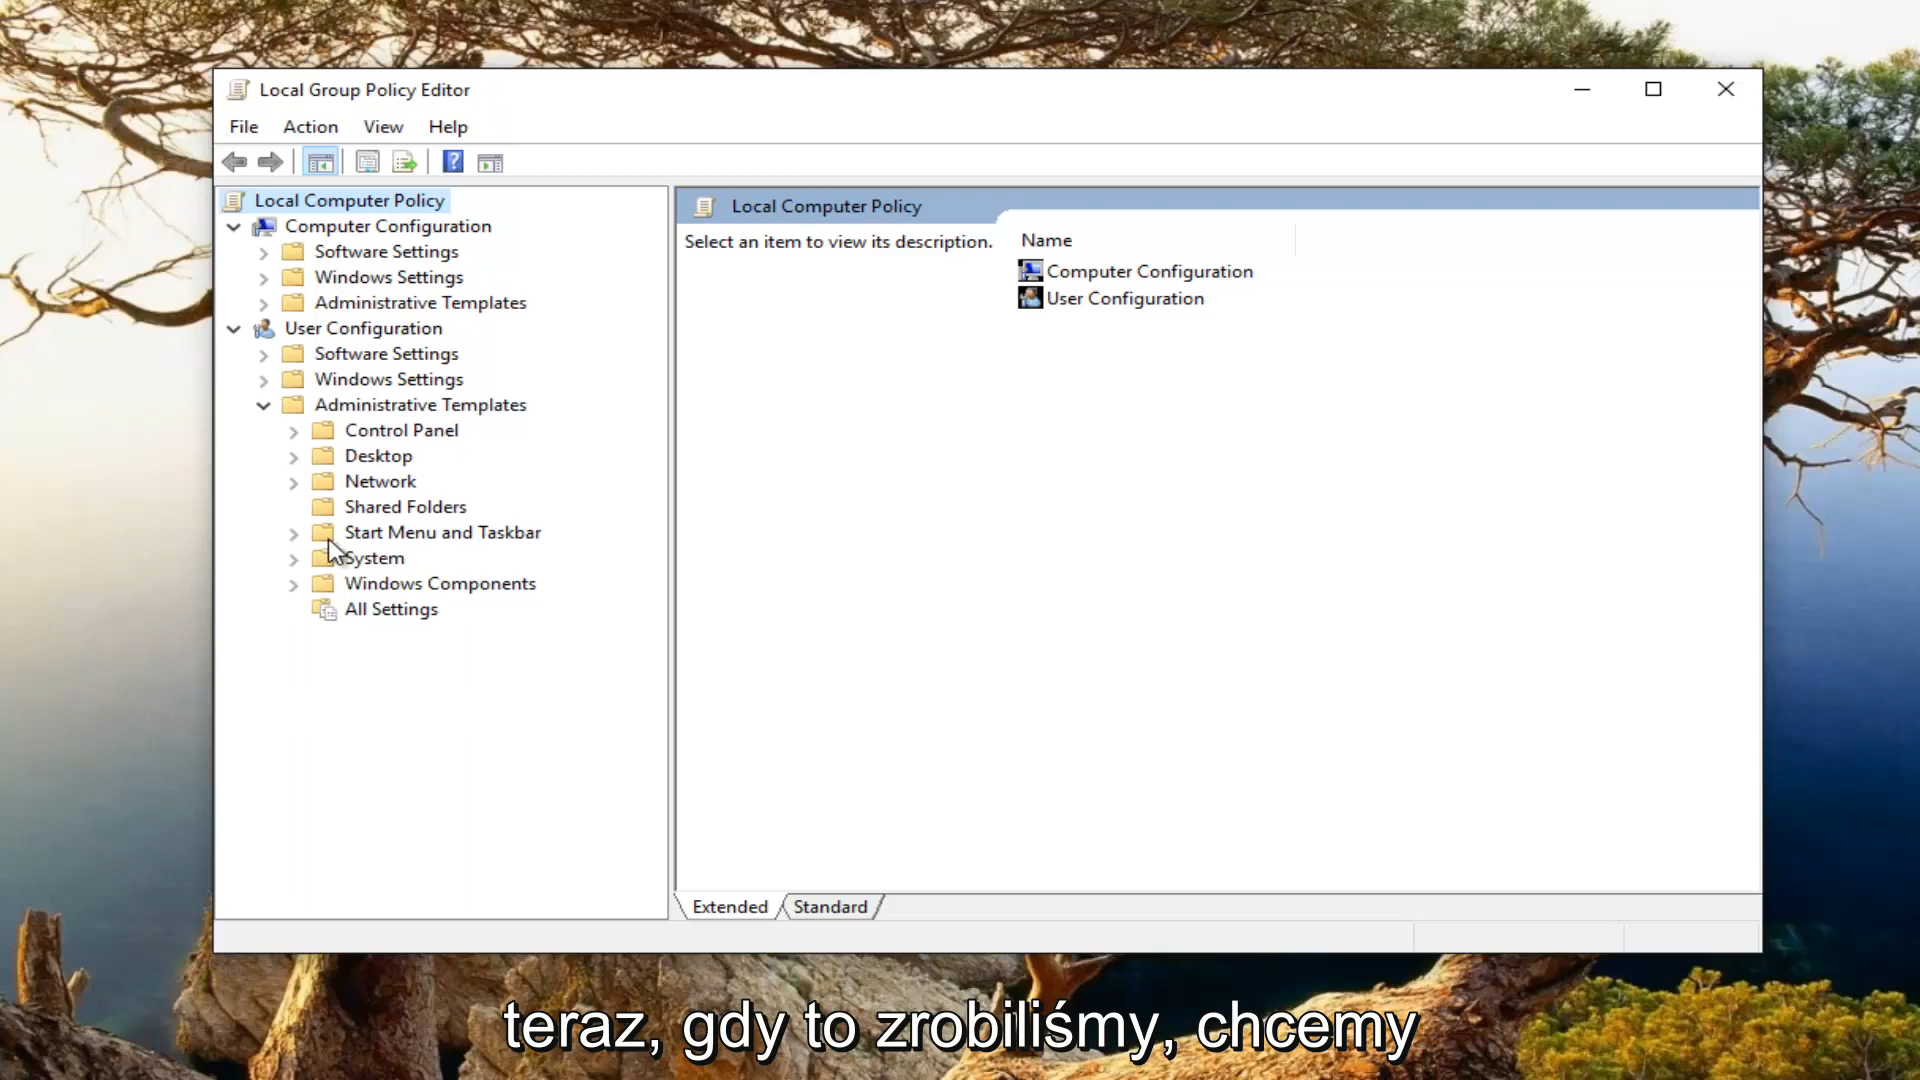 Local Group Policy Editor
File Action View Help
Local Computer Policy
Computer Configuration
Software Settings
Windows Settings
Administrative Templates
User Configuration
Software Settings
Windows Settings
Administrative Templates
Control Panel
Desktop
Network
Shared Folders
Start Menu and Taskbar
System
Windows Components
All Settings
Local Computer Policy
Select an item to view its description.
Name
Computer Configuration
User Configuration
Extended Standard
teraz, gdy to zrobiliśmy, chcemy